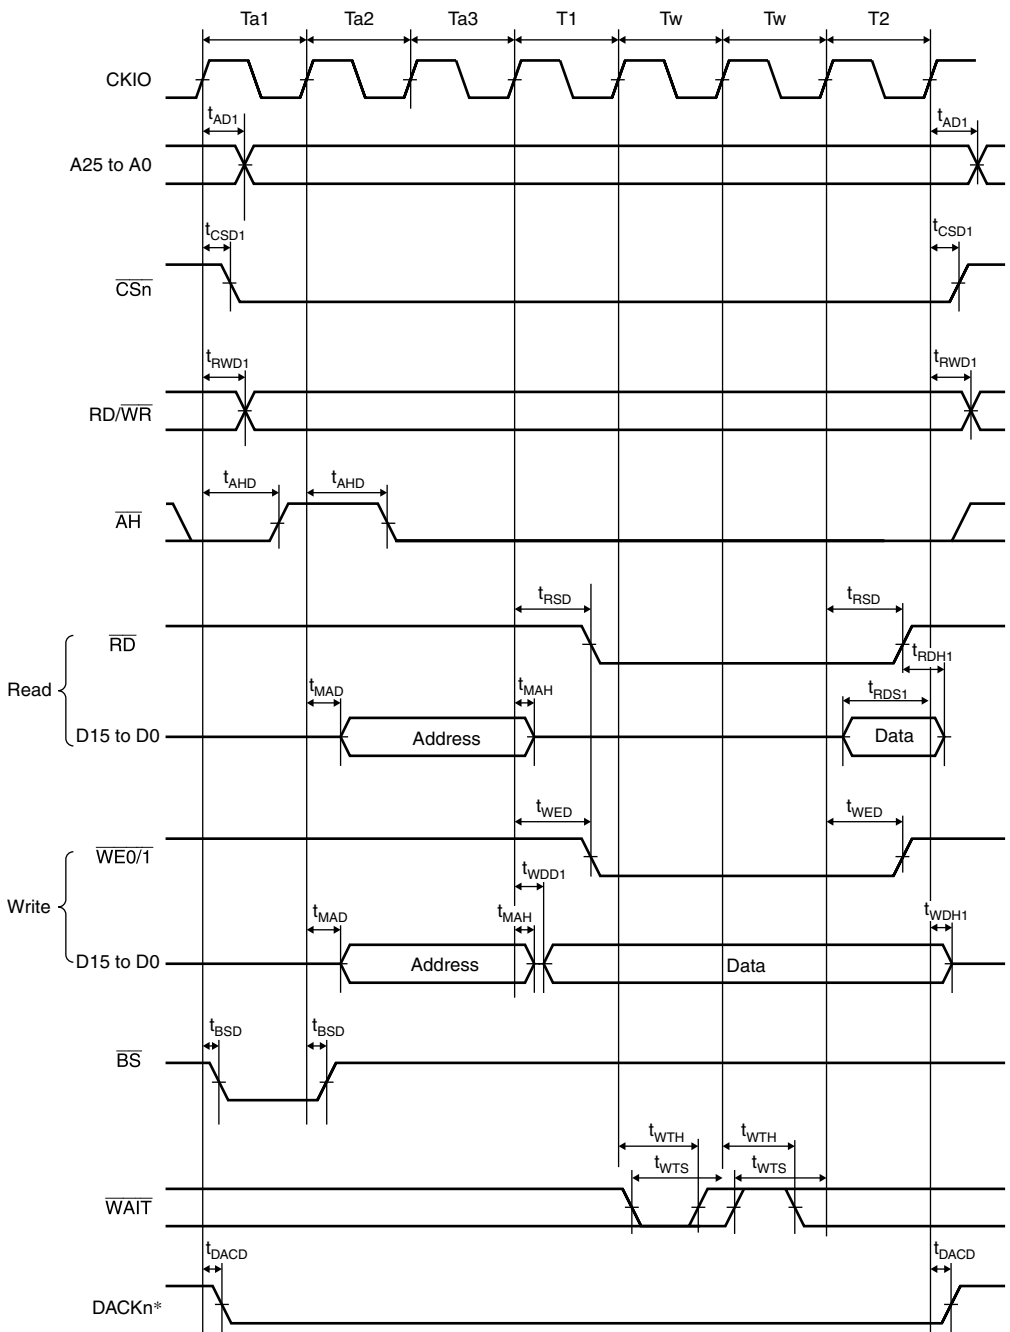 Ta1 Ta2 Ta3 T1 Tw Tw T2
CKIO
tAD1 tAD1
A25 to A0
tCSD1 tCSD1
CSn
tRWD1 tRWD1
RD/WR
tAHD tAHD
AH
tRSD tRSD
RD
tRDH1
Read
tMAD tMAH tRDS1
D15 to D0 Address Data
tWED tWED
WE0/1
tWDD1
Write
tMAD tMAH tWDH1
D15 to D0 Address Data
tBSD tBSD
BS
tWTH tWTH
tWTS tWTS
WAIT
tDACD tDACD
DACKn*